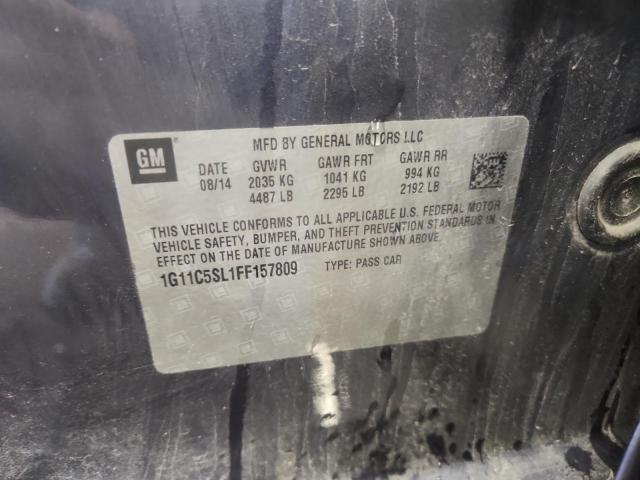 MFD BY GENERAL MOTORS LLC
GM
DATE GVWR GAWR FRT GAWR RR
08/14 2035 KG 1041 KG 994 KG
4487 LB 2295 LB 2192 LB
THIS VEHICLE CONFORMS TO ALL APPLICABLE U.S. FEDERAL MOTOR
VEHICLE SAFETY, BUMPER, AND THEFT PREVENTION STANDARDS IN
EFFECT ON THE DATE OF MANUFACTURE SHOWN ABOVE.
1G11C5SL1FF157809 TYPE: PASS CAR